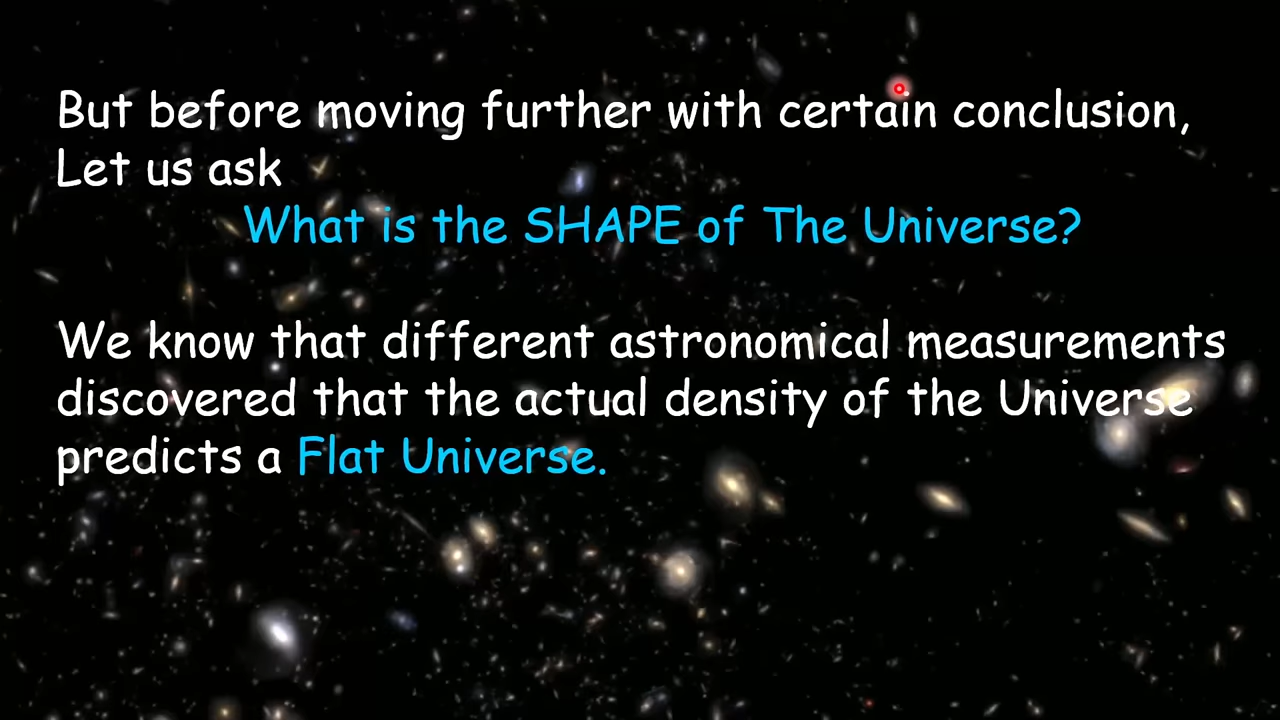 But before moving further with certain conclusion,
Let us ask
What is the SHAPE of The Universe?
We know that different astronomical measurements
discovered that the actual density of the Universe
predicts a Flat Universe.